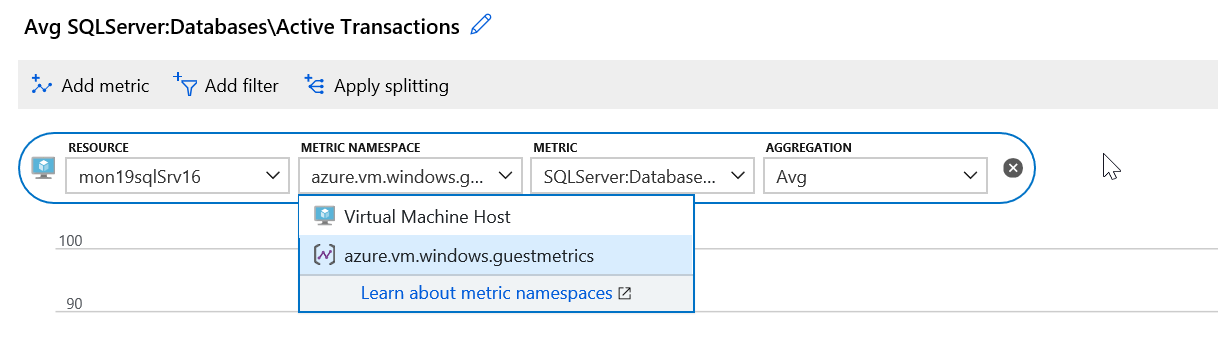 Avg SQLServer:Databases\Active Transactions
Add metric Add filter Apply splitting
RESOURCE METRIC NAMESPACE METRIC AGGREGATION
mon19sqlSrv16 azure.vm.windows.g... SQLServer:Database... Avg
Virtual Machine Host
100
azure.vm.windows.guestmetrics
Learn about metric namespaces
90